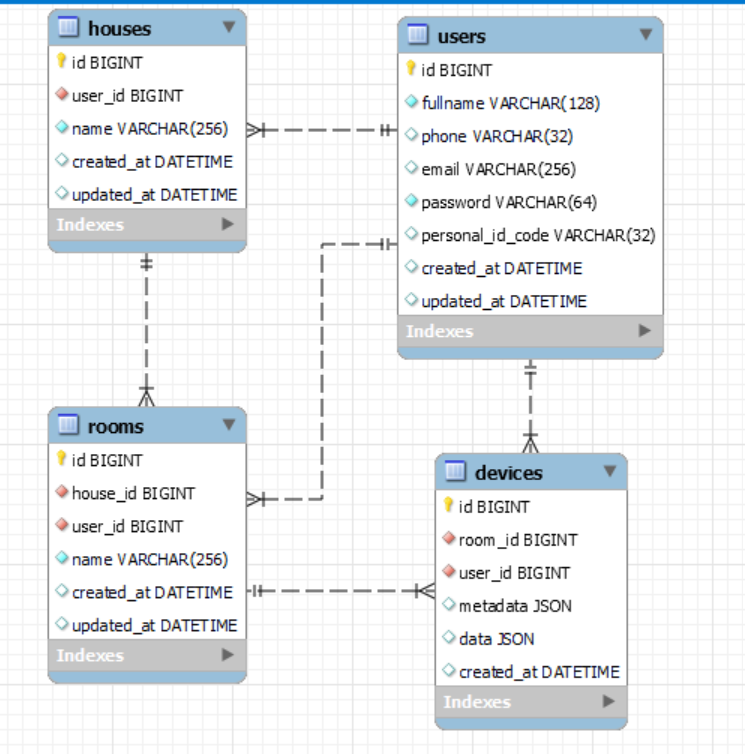 houses
id BIGINT
user_id BIGINT
name VARCHAR(256)
created_at DATETIME
updated_at DATETIME
Indexes
users
id BIGINT
fullname VARCHAR(128)
phone VARCHAR(32)
email VARCHAR(256)
password VARCHAR(64)
personal_id_code VARCHAR(32)
created_at DATETIME
updated_at DATETIME
Indexes
rooms
id BIGINT
house_id BIGINT
user_id BIGINT
name VARCHAR(256)
created_at DATETIME
updated_at DATETIME
Indexes
devices
id BIGINT
room_id BIGINT
user_id BIGINT
metadata JSON
data JSON
created_at DATETIME
Indexes